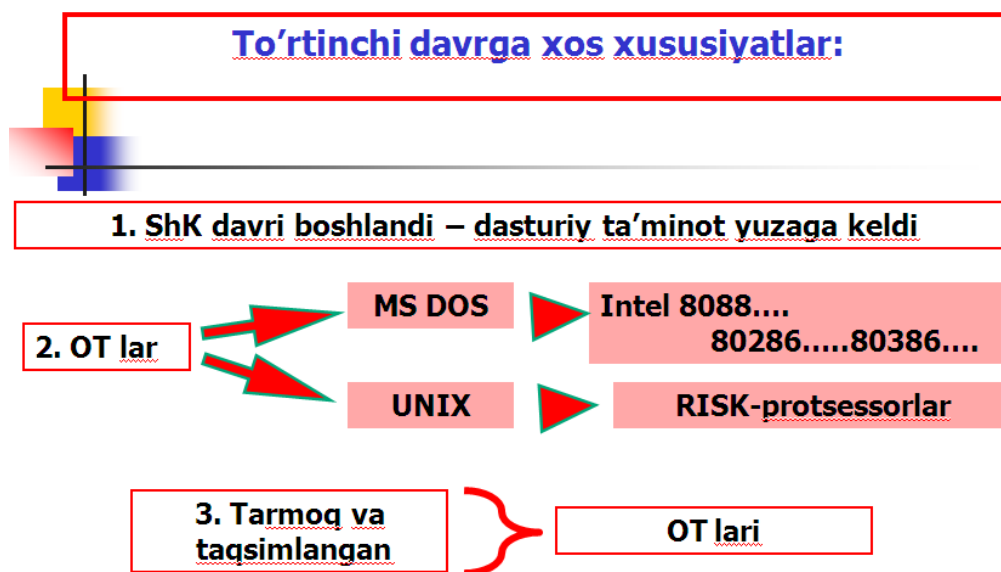 To’rtinchi davrga xos xususiyatlar:
1. ShK davri boshlandi – dasturiy ta’minot yuzaga keldi
MS DOS
Intel 8088....
80286.....80386....
2. OT lar
UNIX
RISK-protsessorlar
3. Tarmoq va
taqsimlangan
OT lari